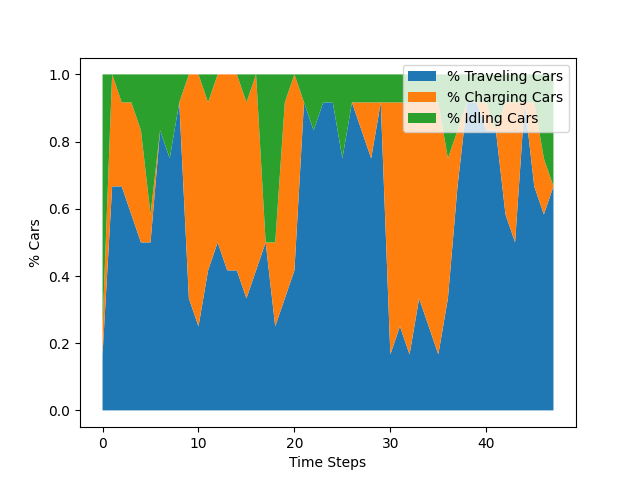 % Traveling Cars
% Charging Cars
% Idling Cars
1.0
0.8
0.6
0.4
0.2
0.0
% Cars
0
10
20
30
40
Time Steps